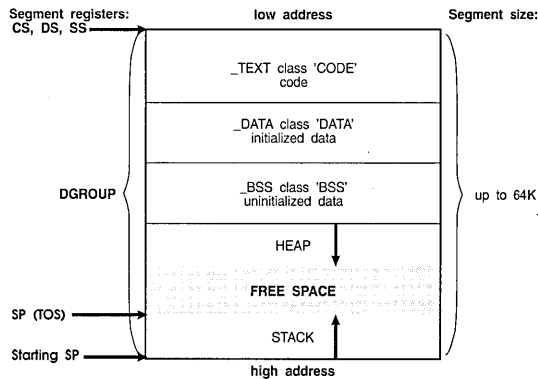 Segment registers:
CS, DS, SS
low address
Segment size:
_TEXT class 'CODE'
code
_DATA class 'DATA'
initialized data
_BSS class 'BSS'
uninitialized data
DGROUP
up to 64K
HEAP
FREE SPACE
SP (TOS)
STACK
Starting SP
high address